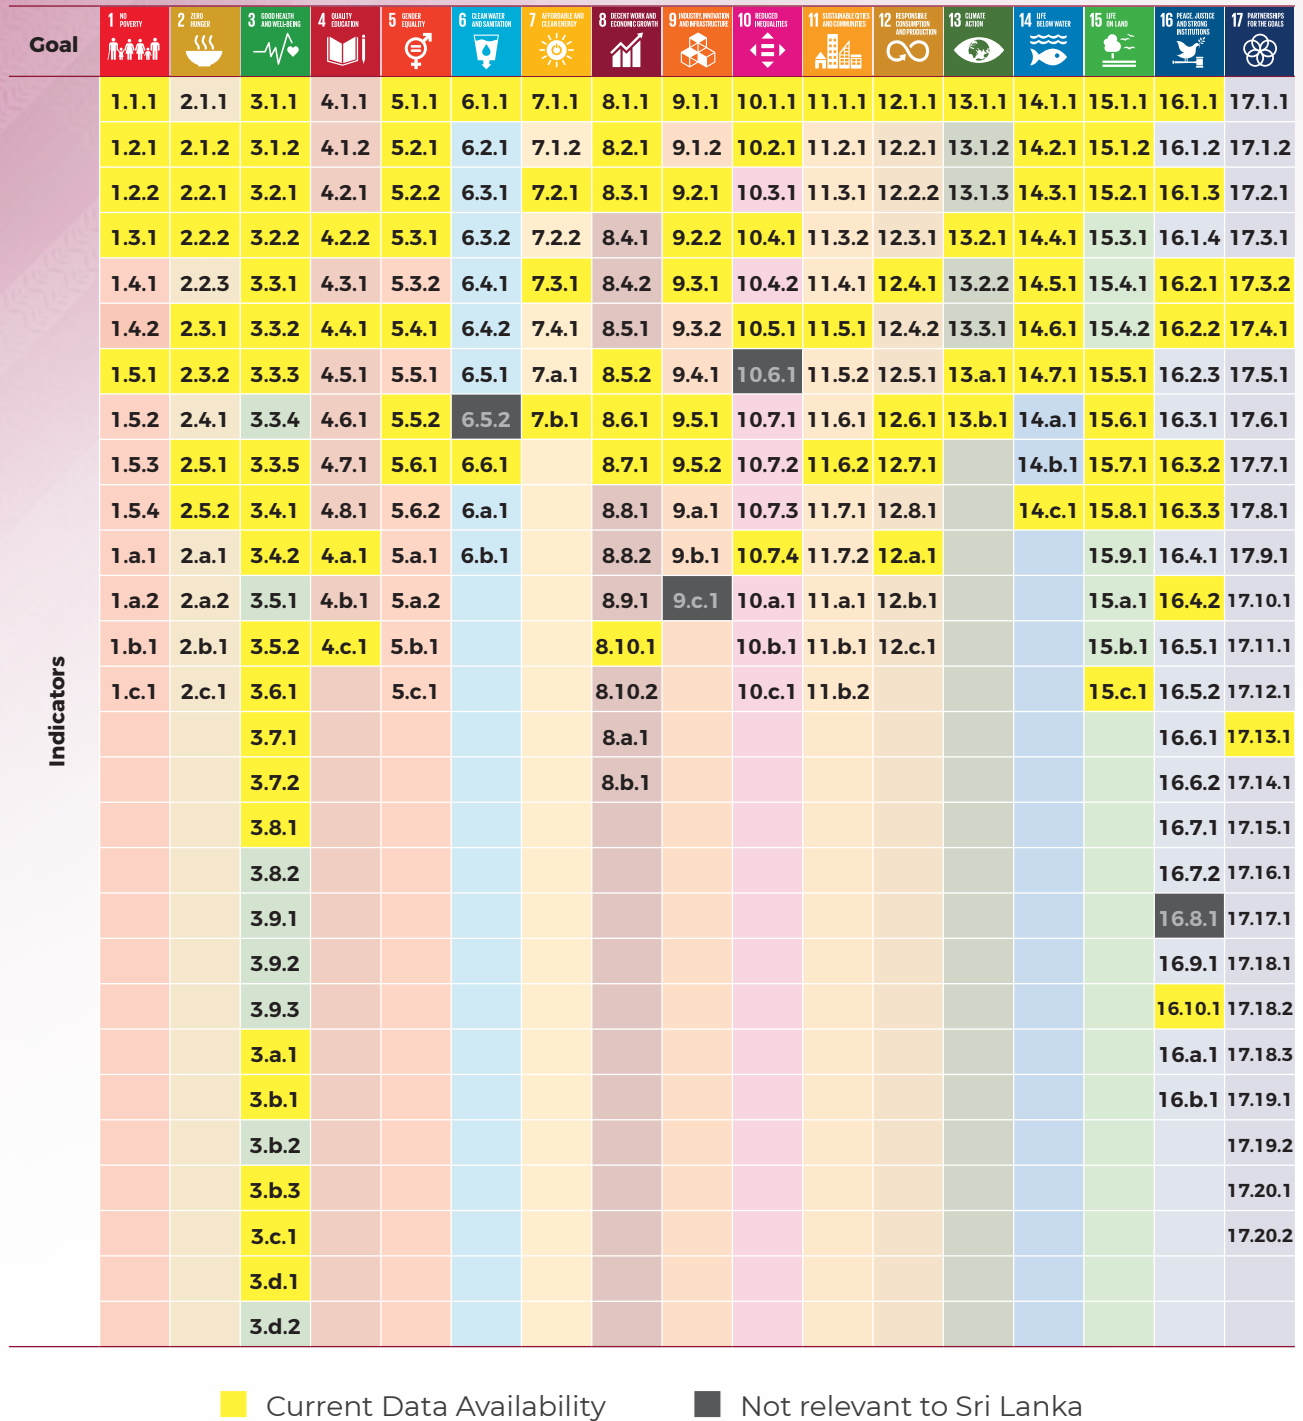 Goal
1 NO POVERTY
2 ZERO HUNGER
3 GOOD HEALTH AND WELL-BEING
4 QUALITY EDUCATION
5 GENDER EQUALITY
6 CLEAN WATER AND SANITATION
7 AFFORDABLE AND CLEAN ENERGY
8 DECENT WORK AND ECONOMIC GROWTH
9 INDUSTRY, INNOVATION AND INFRASTRUCTURE
10 REDUCED INEQUALITIES
11 SUSTAINABLE CITIES AND COMMUNITIES
12 RESPONSIBLE CONSUMPTION AND PRODUCTION
13 CLIMATE ACTION
14 LIFE BELOW WATER
15 LIFE ON LAND
16 PEACE, JUSTICE AND STRONG INSTITUTIONS
17 PARTNERSHIPS FOR THE GOALS
Indicators
1.1.1 2.1.1 3.1.1 4.1.1 5.1.1 6.1.1 7.1.1 8.1.1 9.1.1 10.1.1 11.1.1 12.1.1 13.1.1 14.1.1 15.1.1 16.1.1 17.1.1
1.2.1 2.1.2 3.1.2 4.1.2 5.2.1 6.2.1 7.1.2 8.2.1 9.1.2 10.2.1 11.2.1 12.2.1 13.1.2 14.2.1 15.1.2 16.1.2 17.1.2
1.2.2 2.2.1 3.2.1 4.2.1 5.2.2 6.3.1 7.2.1 8.3.1 9.2.1 10.3.1 11.3.1 12.2.2 13.1.3 14.3.1 15.2.1 16.1.3 17.2.1
1.3.1 2.2.2 3.2.2 4.2.2 5.3.1 6.3.2 7.2.2 8.4.1 9.2.2 10.4.1 11.3.2 12.3.1 13.2.1 14.4.1 15.3.1 16.1.4 17.3.1
1.4.1 2.2.3 3.3.1 4.3.1 5.3.2 6.4.1 7.3.1 8.4.2 9.3.1 10.4.2 11.4.1 12.4.1 13.2.2 14.5.1 15.4.1 16.2.1 17.3.2
1.4.2 2.3.1 3.3.2 4.4.1 5.4.1 6.4.2 7.4.1 8.5.1 9.3.2 10.5.1 11.5.1 12.4.2 13.3.1 14.6.1 15.4.2 16.2.2 17.4.1
1.5.1 2.3.2 3.3.3 4.5.1 5.5.1 6.5.1 7.a.1 8.5.2 9.4.1 10.6.1 11.5.2 12.5.1 13.a.1 14.7.1 15.5.1 16.2.3 17.5.1
1.5.2 2.4.1 3.3.4 4.6.1 5.5.2 6.5.2 7.b.1 8.6.1 9.5.1 10.7.1 11.6.1 12.6.1 13.b.1 14.a.1 15.6.1 16.3.1 17.6.1
1.5.3 2.5.1 3.3.5 4.7.1 5.6.1 6.6.1 8.7.1 9.5.2 10.7.2 11.6.2 12.7.1 14.b.1 15.7.1 16.3.2 17.7.1
1.5.4 2.5.2 3.4.1 4.8.1 5.6.2 6.a.1 8.8.1 9.a.1 10.7.3 11.7.1 12.8.1 14.c.1 15.8.1 16.3.3 17.8.1
1.a.1 2.a.1 3.4.2 4.a.1 5.a.1 6.b.1 8.8.2 9.b.1 10.7.4 11.7.2 12.a.1 15.9.1 16.4.1 17.9.1
1.a.2 2.a.2 3.5.1 4.b.1 5.a.2 8.9.1 9.c.1 10.a.1 11.a.1 12.b.1 15.a.1 16.4.2 17.10.1
1.b.1 2.b.1 3.5.2 4.c.1 5.b.1 8.10.1 10.b.1 11.b.1 12.c.1 15.b.1 16.5.1 17.11.1
1.c.1 2.c.1 3.6.1 5.c.1 8.10.2 10.c.1 11.b.2 15.c.1 16.5.2 17.12.1
3.7.1 8.a.1 16.6.1 17.13.1
3.7.2 8.b.1 16.6.2 17.14.1
3.8.1 16.7.1 17.15.1
3.8.2 16.7.2 17.16.1
3.9.1 16.8.1 17.17.1
3.9.2 16.9.1 17.18.1
3.9.3 16.10.1 17.18.2
3.a.1 16.a.1 17.18.3
3.b.1 16.b.1 17.19.1
3.b.2 17.19.2
3.b.3 17.20.1
3.c.1 17.20.2
3.d.1
3.d.2
Current Data Availability
Not relevant to Sri Lanka